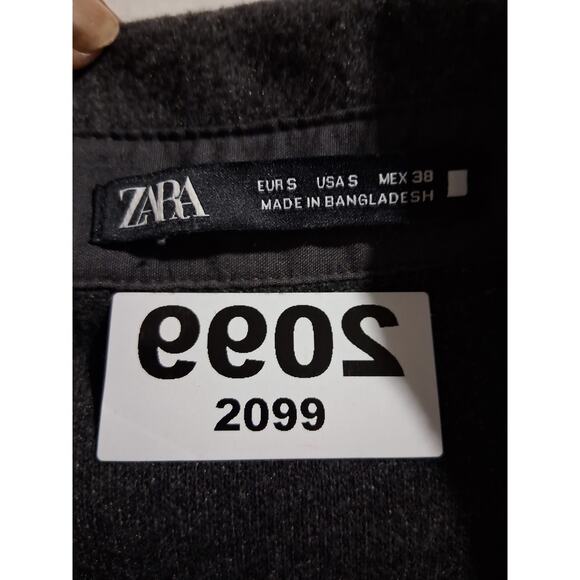 ZARA
EUR S USA S MEX 38
MADE IN BANGLADESH
2099
2099